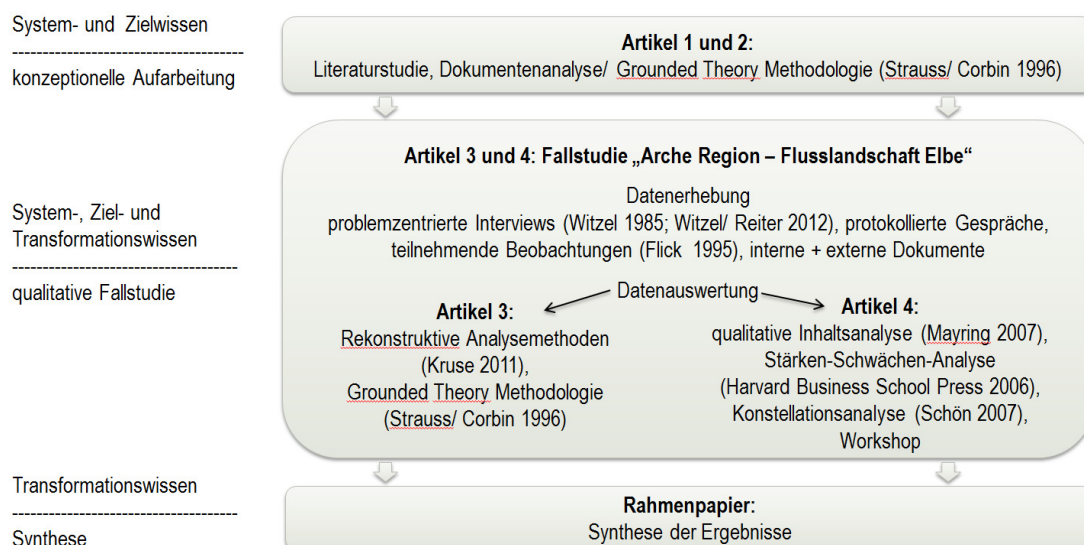 System- und Zielwissen
------------------------------------
konzeptionelle Aufarbeitung
Artikel 1 und 2:
Literaturstudie, Dokumentenanalyse/ Grounded Theory Methodologie (Strauss/ Corbin 1996)
System-, Ziel- und
Transformationswissen
-----------------------------------
qualitative Fallstudie
Artikel 3 und 4: Fallstudie „Arche Region – Flusslandschaft Elbe“
Datenerhebung
problemzentrierte Interviews (Witzel 1985; Witzel/ Reiter 2012), protokollierte Gespräche,
teilnehmende Beobachtungen (Flick 1995), interne + externe Dokumente
Datenauswertung
Artikel 3:
Rekonstruktive Analysemethoden
(Kruse 2011),
Grounded Theory Methodologie
(Strauss/ Corbin 1996)
Artikel 4:
qualitative Inhaltsanalyse (Mayring 2007),
Stärken-Schwächen-Analyse
(Harvard Business School Press 2006),
Konstellationsanalyse (Schön 2007),
Workshop
Transformationswissen
-----------------------------------
Synthese
Rahmenpapier:
Synthese der Ergebnisse